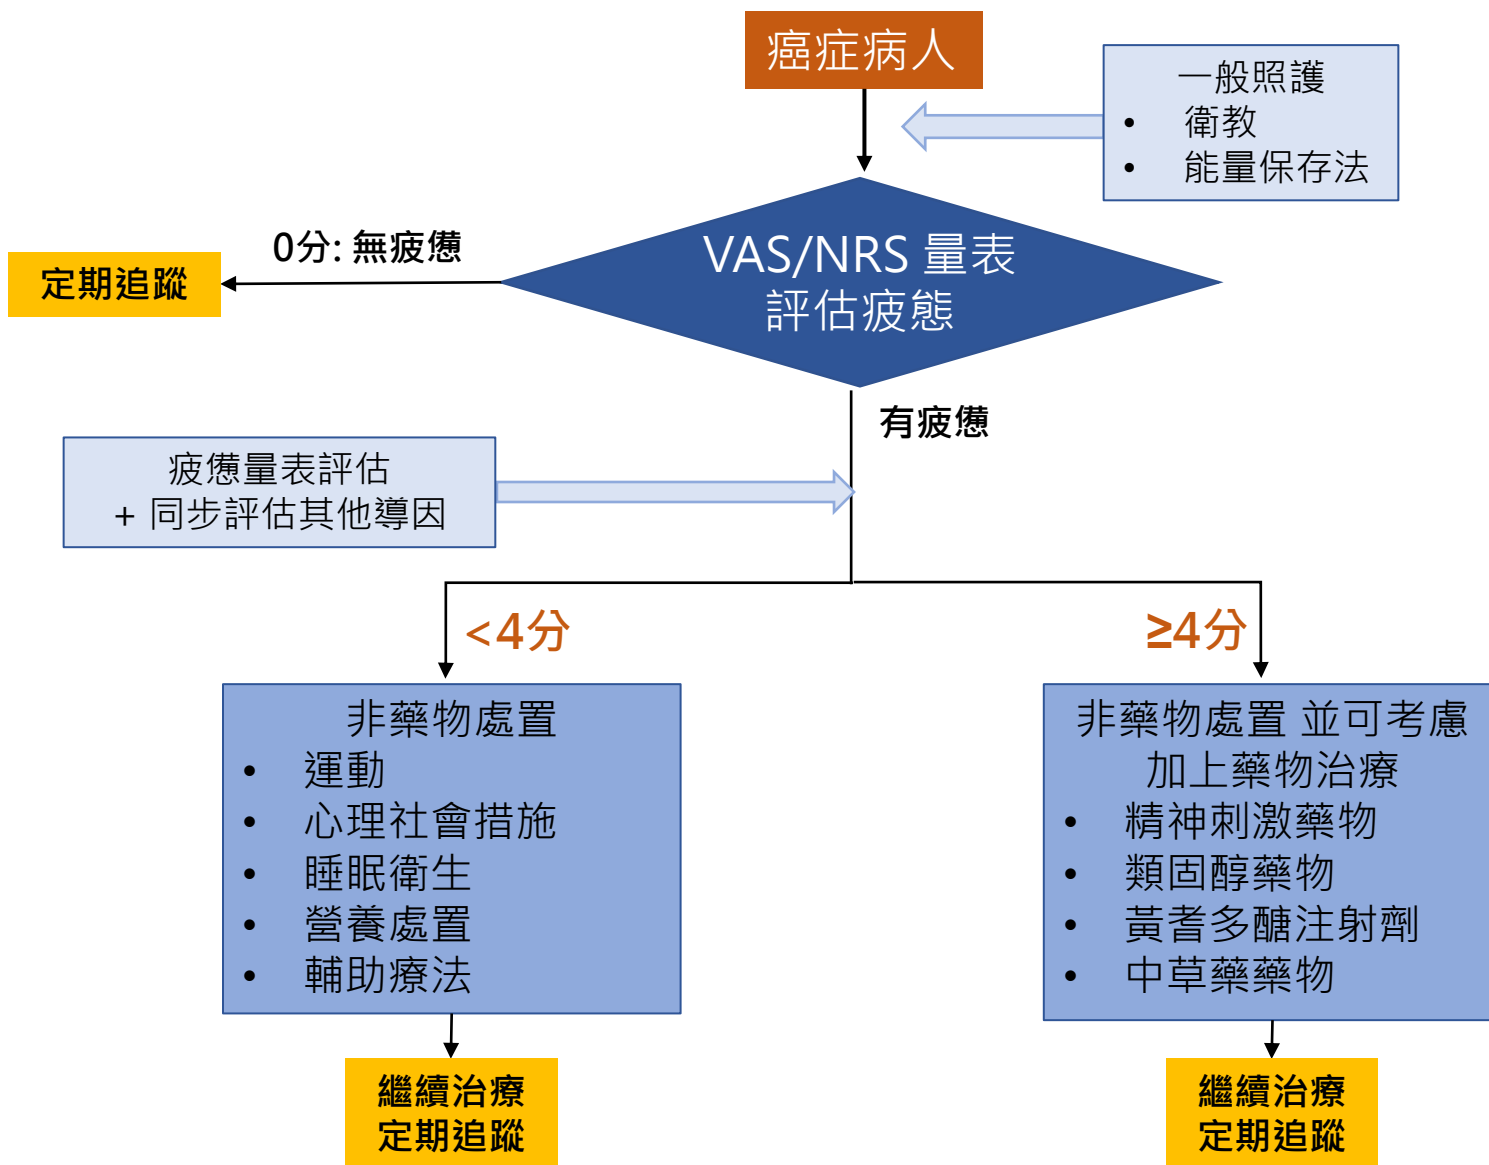 癌症病人
一般照護
• 衛教
• 能量保存法
VAS/NRS 量表
評估疲態
0分: 無疲憊
定期追蹤
有疲憊
疲憊量表評估
+ 同步評估其他導因
<4分
≥4分
非藥物處置
• 運動
• 心理社會措施
• 睡眠衛生
• 營養處置
• 輔助療法
非藥物處置 並可考慮
加上藥物治療
• 精神刺激藥物
• 類固醇藥物
• 黃耆多醣注射劑
• 中草藥藥物
繼續治療
定期追蹤
繼續治療
定期追蹤